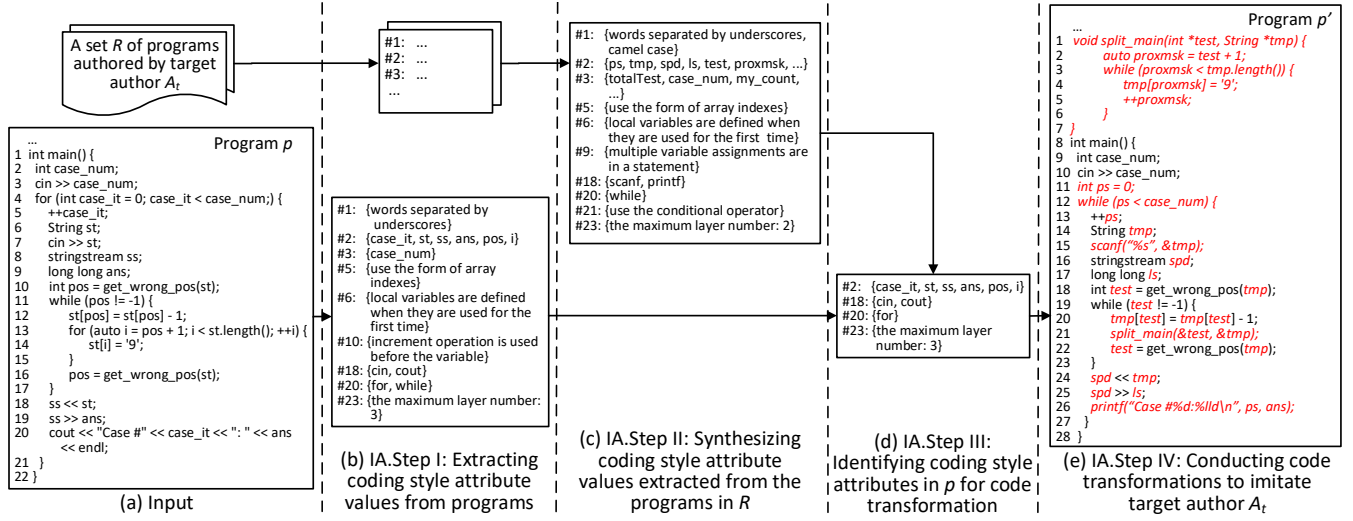 A set R of programs
authored by target
author At
Program p
...
1 int main() {
2 int case_num;
3 cin >> case_num;
4 for (int case_it = 0; case_it < case_num;) {
5 ++case_it;
6 String st;
7 cin >> st;
8 stringstream ss;
9 long long ans;
10 int pos = get_wrong_pos(st);
11 while (pos != -1) {
12 st[pos] = st[pos] - 1;
13 for (auto i = pos + 1; i < st.length(); ++i) {
14 st[i] = '9';
15 }
16 pos = get_wrong_pos(st);
17 }
18 ss << st;
19 ss >> ans;
20 cout << "Case #" << case_it << ": " << ans
<< endl;
21 }
22 }
(a) Input
#1: ...
#2: ...
#3: ...
...
#1: {words separated by
underscores}
#2: {case_it, st, ss, ans, pos, i}
#3: {case_num}
#5: {use the form of array
indexes}
#6: {local variables are defined
when they are used for the
first time}
#10: {increment operation is used
before the variable}
#18: {cin, cout}
#20: {for, while}
#23: {the maximum layer number:
3}
(b) IA.Step I: Extracting
coding style attribute
values from programs
#1: {words separated by underscores,
camel case}
#2: {ps, tmp, spd, ls, test, proxmsk, ...}
#3: {totalTest, case_num, my_count,
...}
#5: {use the form of array indexes}
#6: {local variables are defined when
they are used for the first time}
#9: {multiple variable assignments are
in a statement}
#18: {scanf, printf}
#20: {while}
#21: {use the conditional operator}
#23: {the maximum layer number: 2}
(c) IA.Step II: Synthesizing
coding style attribute
values extracted from the
programs in R
#2: {case_it, st, ss, ans, pos, i}
#18: {cin, cout}
#20: {for}
#23: {the maximum layer
number: 3}
(d) IA.Step III:
Identifying coding style
attributes in p for code
transformation
Program p'
...
1 void split_main(int *test, String *tmp) {
2 auto proxmsk = test + 1;
3 while (proxmsk < tmp.length()) {
4 tmp[proxmsk] = '9';
5 ++proxmsk;
6 }
7 }
8 int main() {
9 int case_num;
10 cin >> case_num;
11 int ps = 0;
12 while (ps < case_num) {
13 ++ps;
14 String tmp;
15 scanf("%s", &tmp);
16 stringstream spd;
17 long long ls;
18 int test = get_wrong_pos(tmp);
19 while (test != -1) {
20 tmp[test] = tmp[test] - 1;
21 split_main(&test, &tmp);
22 test = get_wrong_pos(tmp);
23 }
24 spd << tmp;
25 spd >> ls;
26 printf("Case #%d:%lld\n", ps, ans);
27 }
28 }
(e) IA.Step IV: Conducting code
transformations to imitate
target author At